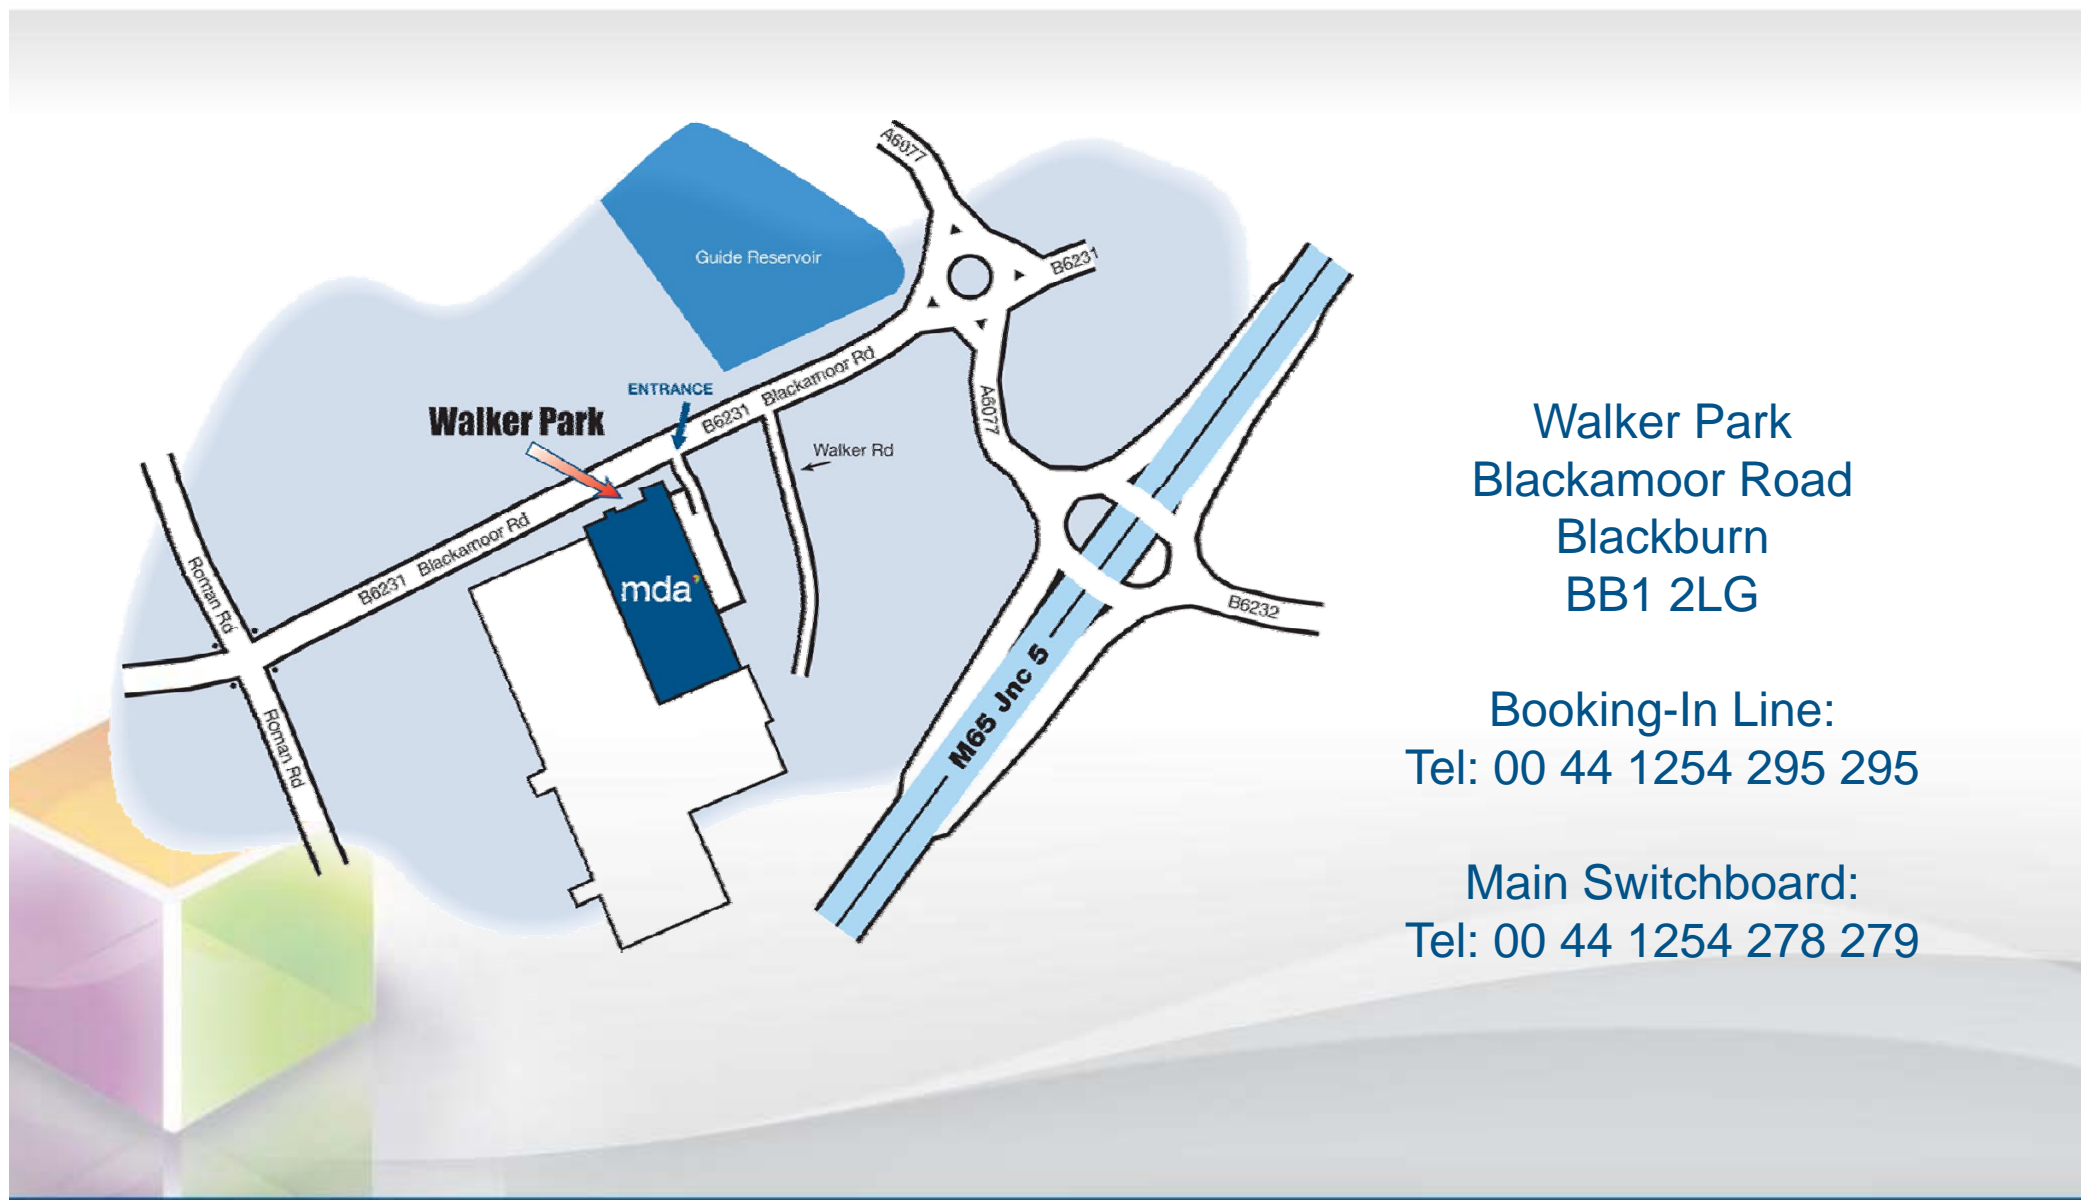 A6077
Guide Reservoir
B6231
ENTRANCE
Blackamoor Rd
B6231
A6077
Walker Park
Walker Rd
Blackamoor Rd
B6231
Roman Rd
mda
B6232
M65 Jnc 5
Roman Rd
Walker Park
Blackamoor Road
Blackburn
BB1 2LG
Booking-In Line:
Tel: 00 44 1254 295 295
Main Switchboard:
Tel: 00 44 1254 278 279